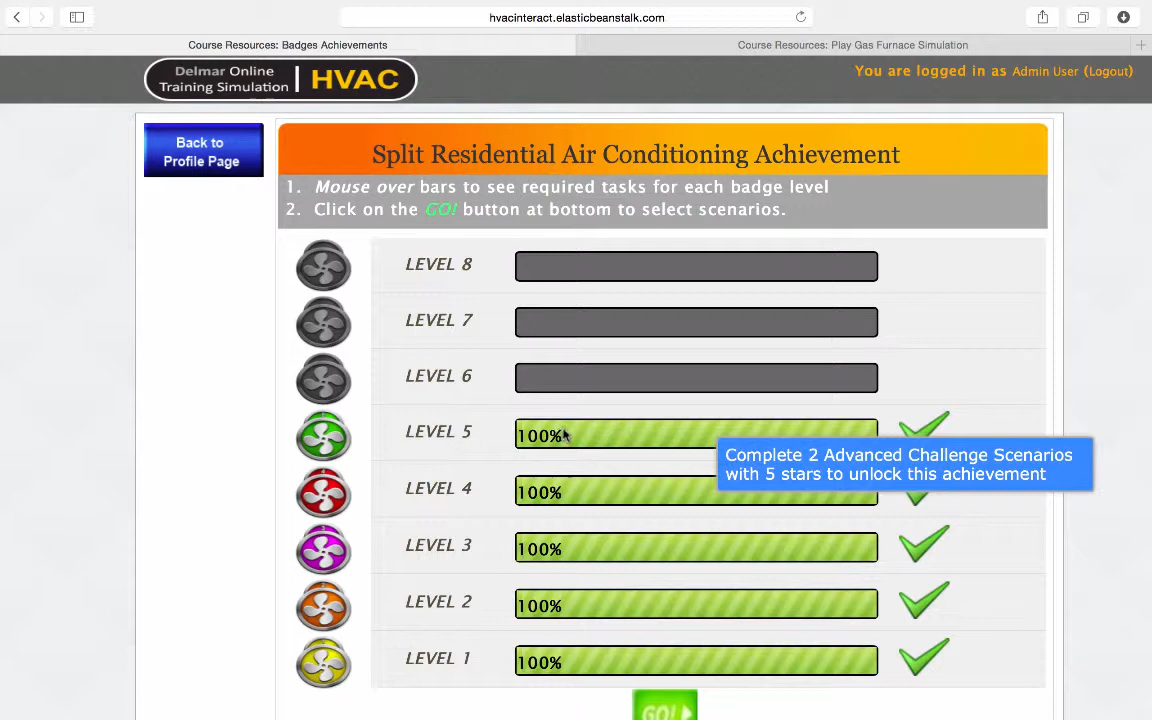 hvacinteract.elasticbeanstalk.com
Course Resources: Badges Achievements
Course Resources: Play Gas Furnace Simulation
Delmar Online
Training Simulation
HVAC
You are logged in as Admin User (Logout)
Back to
Profile Page
Split Residential Air Conditioning Achievement
1. Mouse over bars to see required tasks for each badge level
2. Click on the GO! button at bottom to select scenarios.
LEVEL 8
LEVEL 7
LEVEL 6
LEVEL 5
100%
Complete 2 Advanced Challenge Scenarios
with 5 stars to unlock this achievement
LEVEL 4
100%
LEVEL 3
100%
LEVEL 2
100%
LEVEL 1
100%
GO!